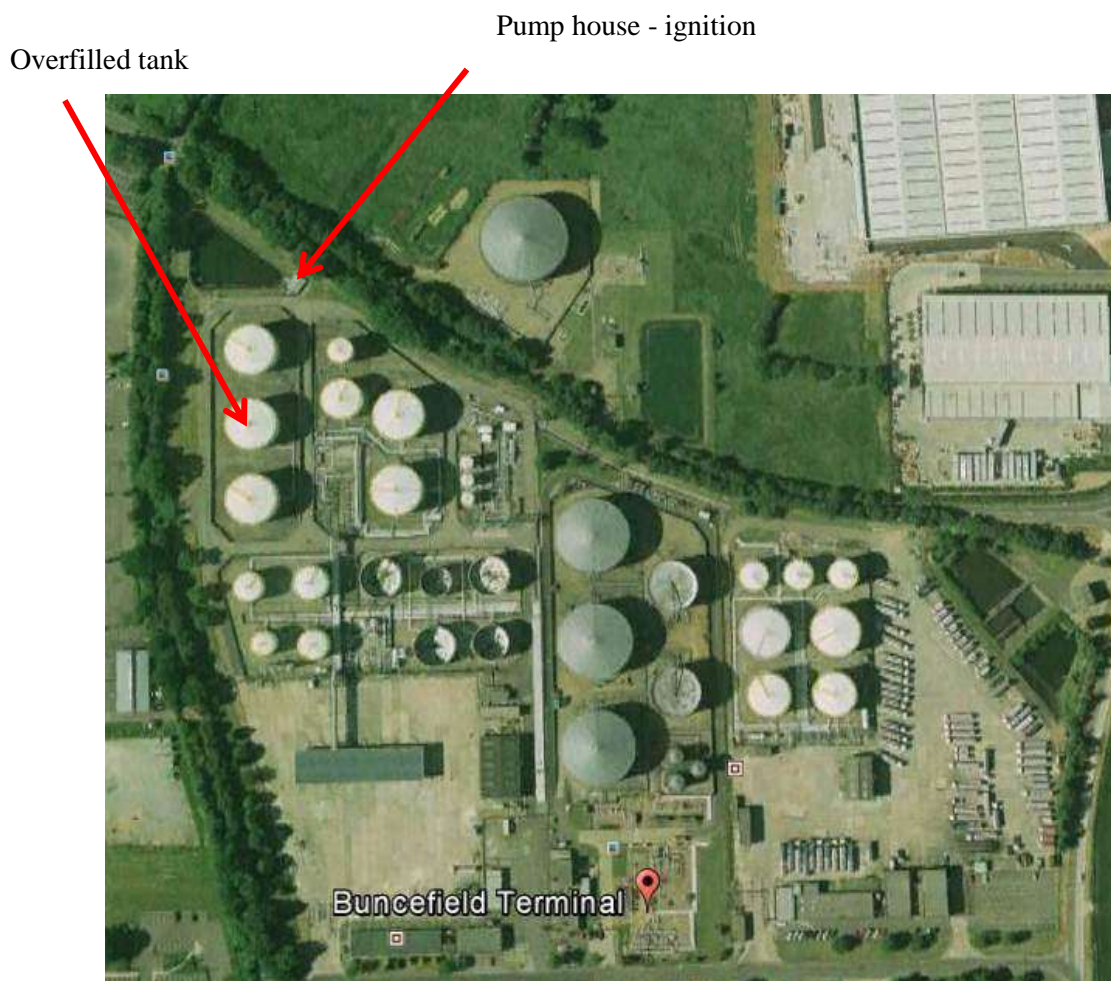 Pump house - ignition
Overfilled tank
Buncefield Terminal